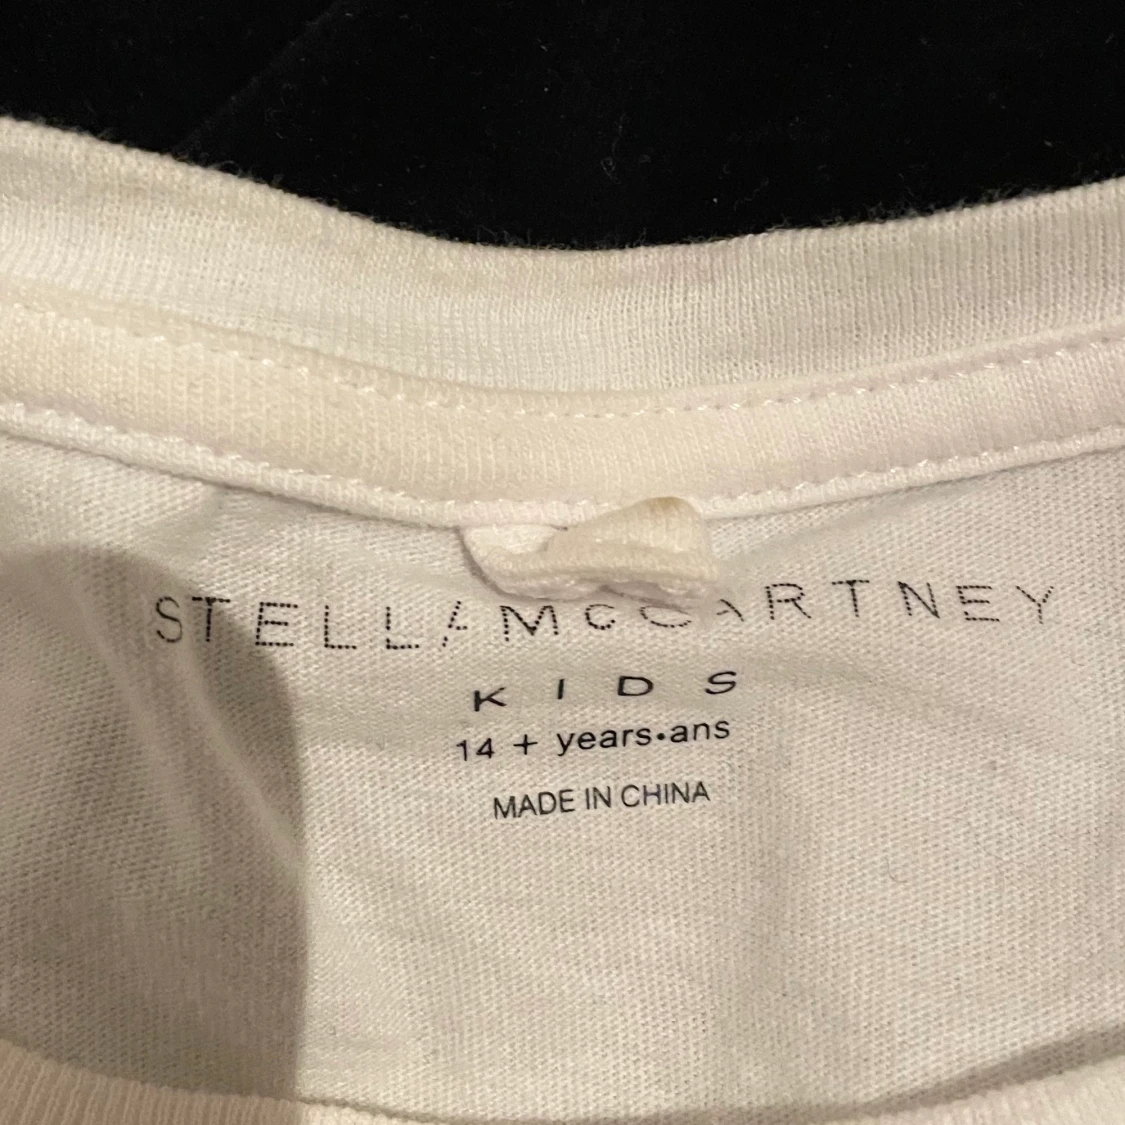 STELLAMcCARTNEY
KIDS
14 + years•ans
MADE IN CHINA